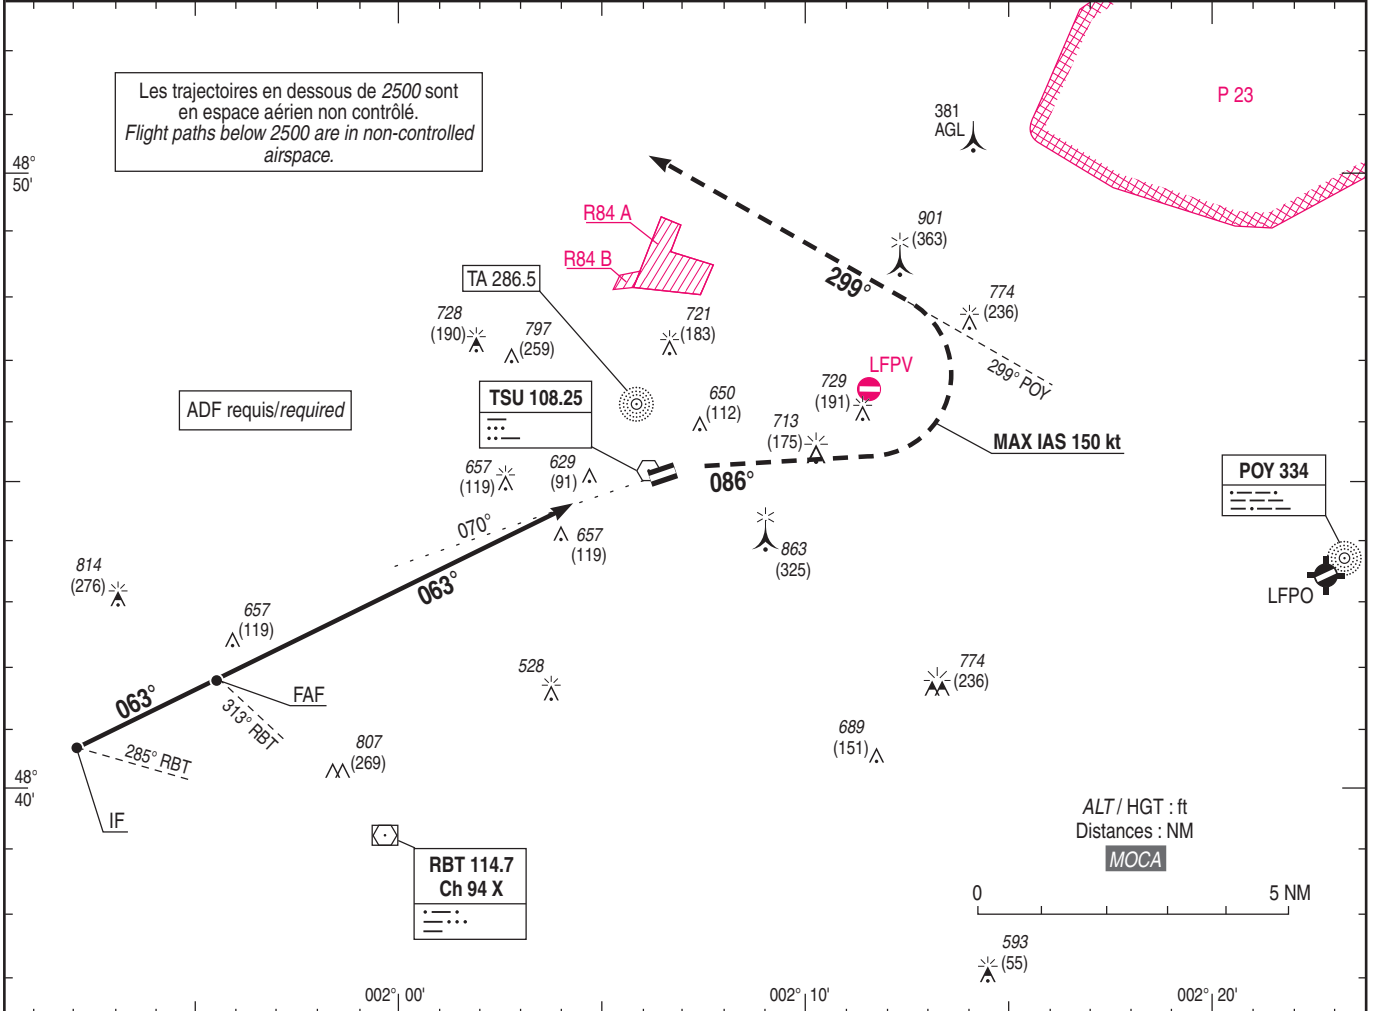 Les trajectoires en dessous de 2500 sont
en espace aérien non contrôlé.
Flight paths below 2500 are in non-controlled
airspace.
P 23
381
AGL
48°
50'
R84 A
R84 B
901
(363)
TA 286.5
299°
774
(236)
728
(190)
797
(259)
721
(183)
299° POY
LFPV
729
(191)
ADF requis/required
TSU 108.25
650
(112)
713
(175)
MAX IAS 150 kt
657
(119)
629
(91)
086°
POY 334
070°
657
(119)
863
(325)
814
(276)
063°
LFPO
657
(119)
528
774
(236)
063°
FAF
313° RBT
285° RBT
807
(269)
689
(151)
48°
40'
IF
ALT / HGT : ft
Distances : NM
MOCA
RBT 114.7
Ch 94 X
0
5 NM
593
(55)
002° 00'
002° 10'
002° 20'